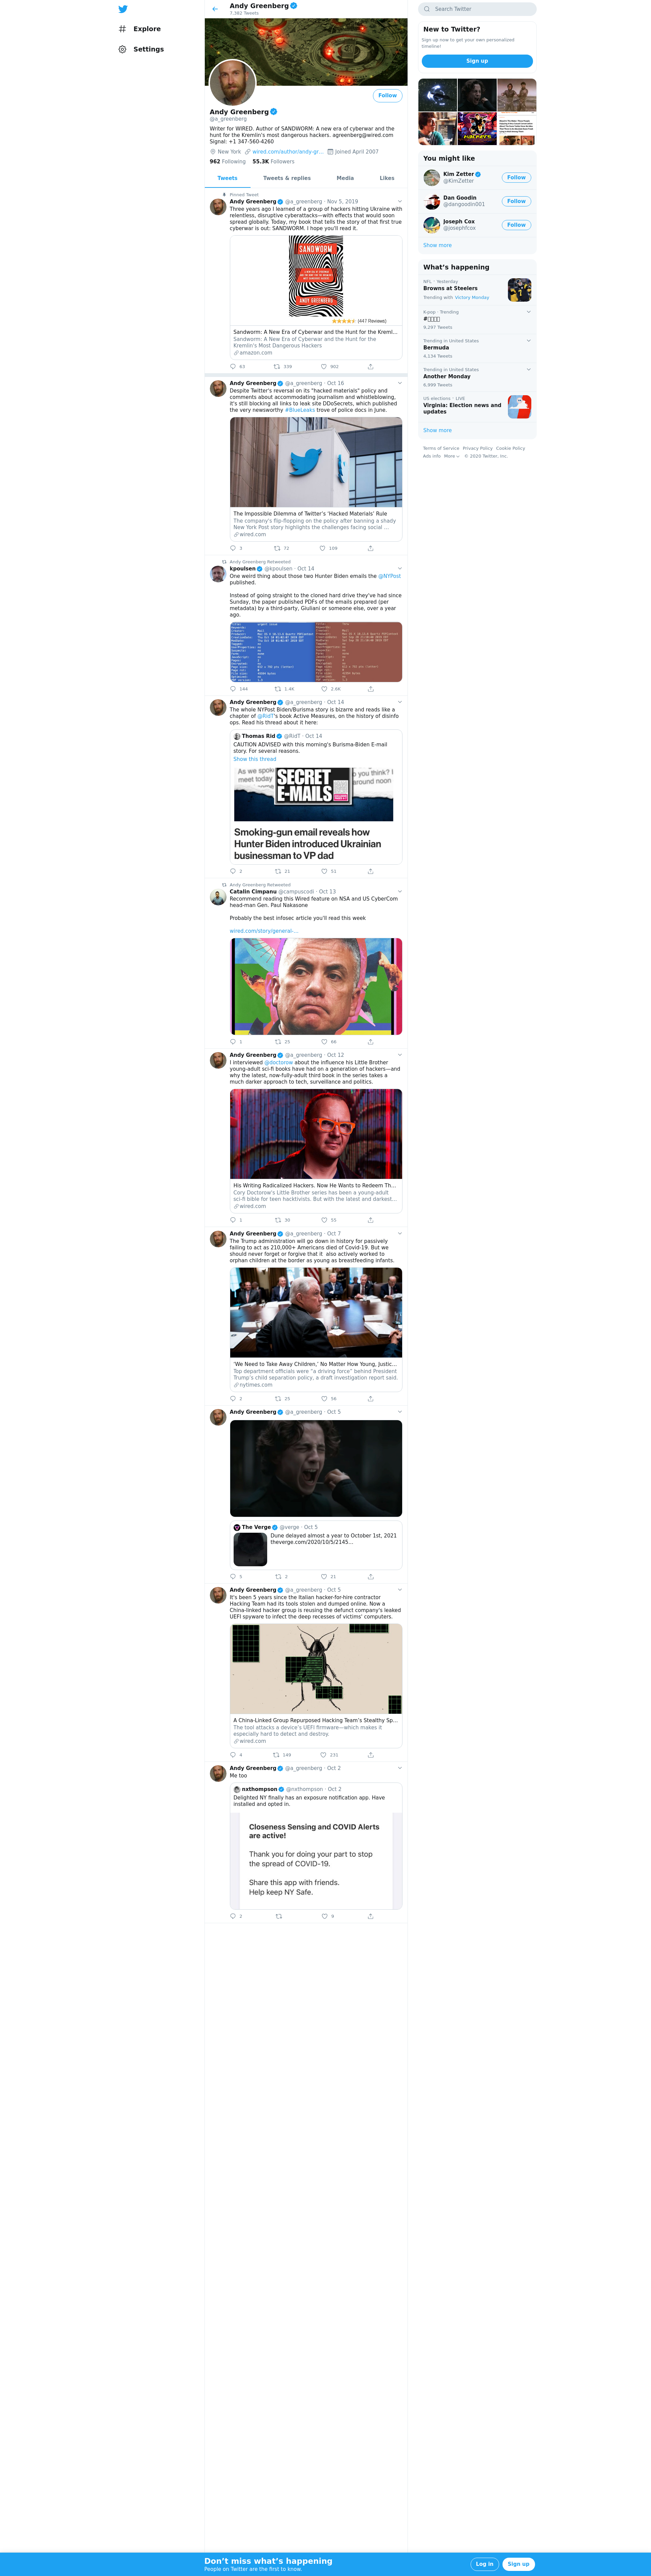 Explore
Settings
Andy Greenberg
7,382 Tweets
Follow
Andy Greenberg
@a_greenberg
Writer for WIRED. Author of SANDWORM: A new era of cyberwar and the
hunt for the Kremlin's most dangerous hackers. agreenberg@wired.com
Signal: +1 347-560-4260
New York wired.com/author/andy-gr… Joined April 2007
962 Following 55.3K Followers
Tweets Tweets & replies Media Likes
Pinned Tweet
Andy Greenberg @a_greenberg · Nov 5, 2019
Three years ago I learned of a group of hackers hitting Ukraine with
relentless, disruptive cyberattacks—with effects that would soon
spread globally. Today, my book that tells the story of that first true
cyberwar is out: SANDWORM. I hope you'll read it.
SANDWORM
ANDY GREENBERG
(447 Reviews)
Sandworm: A New Era of Cyberwar and the Hunt for the Kreml…
Sandworm: A New Era of Cyberwar and the Hunt for the
Kremlin's Most Dangerous Hackers
amazon.com
63 339 902
Andy Greenberg @a_greenberg · Oct 16
Despite Twitter's reversal on its "hacked materials" policy and
comments about accommodating journalism and whistleblowing,
it's still blocking all links to leak site DDoSecrets, which published
the very newsworthy #BlueLeaks trove of police docs in June.
The Impossible Dilemma of Twitter's 'Hacked Materials' Rule
The company's flip-flopping on the policy after banning a shady
New York Post story highlights the challenges facing social …
wired.com
3 72 109
Andy Greenberg Retweeted
kpoulsen @kpoulsen · Oct 14
One weird thing about those two Hunter Biden emails the @NYPost
published.
Instead of going straight to the cloned hard drive they've had since
Sunday, the paper published PDFs of the emails prepared (per
metadata) by a third-party, Giuliani or someone else, over a year
ago.
144 1.4K 2.6K
Andy Greenberg @a_greenberg · Oct 14
The whole NYPost Biden/Burisma story is bizarre and reads like a
chapter of @RidT's book Active Measures, on the history of disinfo
ops. Read his thread about it here:
Thomas Rid @RidT · Oct 14
CAUTION ADVISED with this morning's Burisma-Biden E-mail
story. For several reasons.
Show this thread
SECRET
E-MAILS
Smoking-gun email reveals how
Hunter Biden introduced Ukrainian
businessman to VP dad
2 21 51
Andy Greenberg Retweeted
Catalin Cimpanu @campuscodi · Oct 13
Recommend reading this Wired feature on NSA and US CyberCom
head-man Gen. Paul Nakasone
Probably the best infosec article you'll read this week
wired.com/story/general-…
1 25 66
Andy Greenberg @a_greenberg · Oct 12
I interviewed @doctorow about the influence his Little Brother
young-adult sci-fi books have had on a generation of hackers—and
why the latest, now-fully-adult third book in the series takes a
much darker approach to tech, surveillance and politics.
His Writing Radicalized Hackers. Now He Wants to Redeem Th…
Cory Doctorow's Little Brother series has been a young-adult
sci-fi bible for teen hacktivists. But with the latest and darkest…
wired.com
1 30 55
Andy Greenberg @a_greenberg · Oct 7
The Trump administration will go down in history for passively
failing to act as 210,000+ Americans died of Covid-19. But we
should never forget or forgive that it also actively worked to
orphan children at the border as young as breastfeeding infants.
'We Need to Take Away Children,' No Matter How Young, Justic…
Top department officials were "a driving force" behind President
Trump's child separation policy, a draft investigation report said.
nytimes.com
2 25 56
Andy Greenberg @a_greenberg · Oct 5
The Verge @verge · Oct 5
Dune delayed almost a year to October 1st, 2021
theverge.com/2020/10/5/2145…
5 2 21
Andy Greenberg @a_greenberg · Oct 5
It's been 5 years since the Italian hacker-for-hire contractor
Hacking Team had its tools stolen and dumped online. Now a
China-linked hacker group is reusing the defunct company's leaked
UEFI spyware to infect the deep recesses of victims' computers.
A China-Linked Group Repurposed Hacking Team's Stealthy Sp…
The tool attacks a device's UEFI firmware—which makes it
especially hard to detect and destroy.
wired.com
4 149 231
Andy Greenberg @a_greenberg · Oct 2
Me too
nxthompson @nxthompson · Oct 2
Delighted NY finally has an exposure notification app. Have
installed and opted in.
Closeness Sensing and COVID Alerts
are active!
Thank you for doing your part to stop
the spread of COVID-19.
Share this app with friends.
Help keep NY Safe.
2 9
Search Twitter
New to Twitter?
Sign up now to get your own personalized
timeline!
Sign up
HACKERS
You might like
Kim Zetter
@KimZetter
Follow
Dan Goodin
@dangoodin001
Follow
Joseph Cox
@josephfcox
Follow
Show more
What's happening
NFL · Yesterday
Browns at Steelers
Trending with Victory Monday
K-pop · Trending
9,297 Tweets
Trending in United States
Bermuda
4,134 Tweets
Trending in United States
Another Monday
6,899 Tweets
US elections · LIVE
Virginia: Election news and
updates
Show more
Terms of Service Privacy Policy Cookie Policy
Ads info More © 2020 Twitter, Inc.
Don't miss what's happening
People on Twitter are the first to know.
Log in Sign up